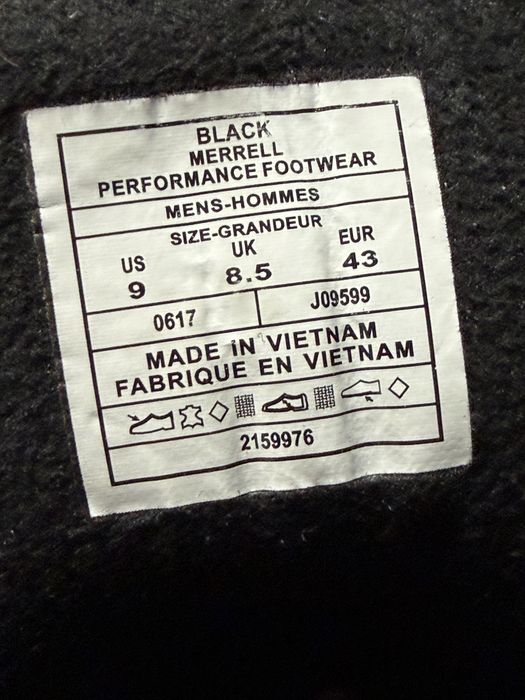 BLACK
MERRELL
PERFORMANCE FOOTWEAR
MENS-HOMMES
SIZE-GRANDEUR
US UK EUR
9 8.5 43
0617 J09599
MADE IN VIETNAM
FABRIQUE EN VIETNAM
2159976